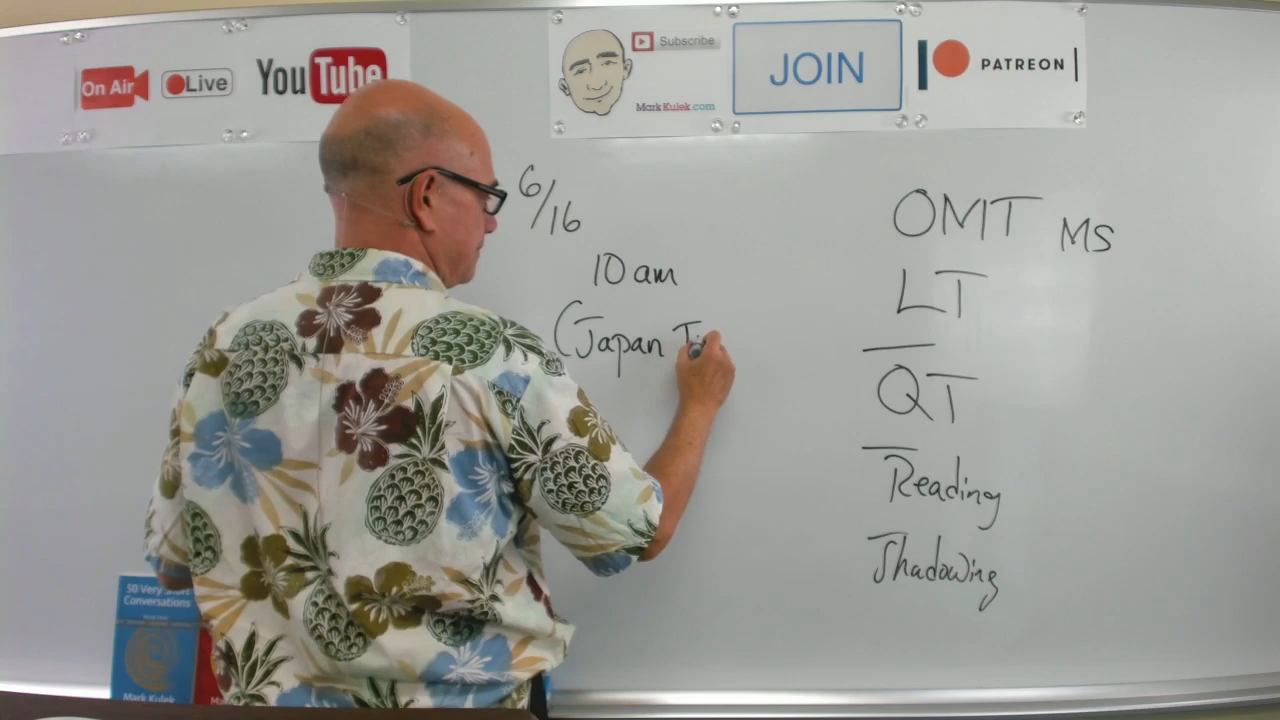 On Air
Live
YouTube
Subscribe
MarkKulek.com
JOIN
PATREON
6/16
10 am
(Japan Ti
OMT MS
LT
QT
Reading
Shadowing
50 Very Short
Conversations
Mark Kulek